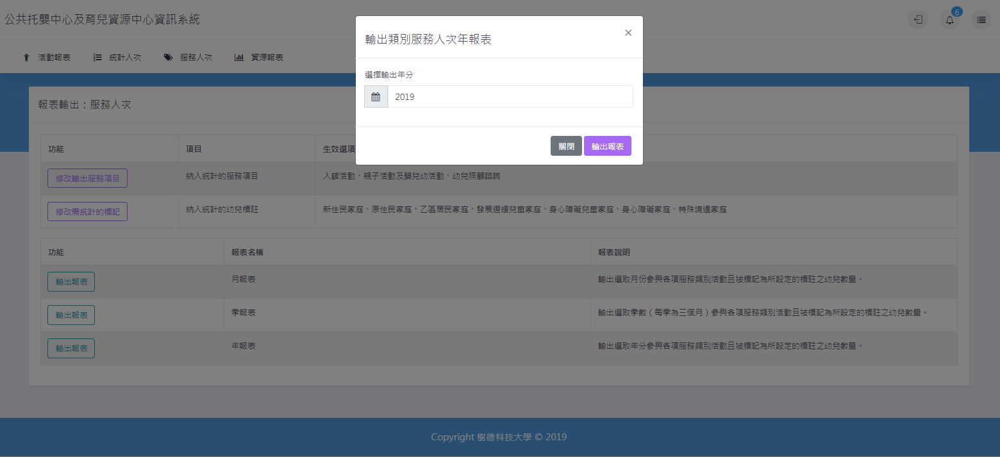 公共托嬰中心及育兒資源中心資訊系統
6
活動報表 統計人次 服務人次 資源報表
輸出類別服務人次年報表
×
選擇輸出年分
2019
關閉 輸出報表
報表輸出：服務人次
功能 項目 生效選項
修改輸出服務項目 納入統計的服務項目 入館活動、親子活動及嬰兒幼活動、幼兒照顧諮詢
修改需統計的標記 納入統計的幼兒標註 新住民家庭、原住民家庭、乙區居民家庭、發展遲緩兒童家庭、身心障礙兒童家庭、身心障礙家庭、特殊境遇家庭
功能 報表名稱 報表說明
輸出報表 月報表 輸出選取月份參與各項服務類別活動且被標記為所設定的標註之幼兒數量。
輸出報表 季報表 輸出選取季數（每季為三個月）參與各項服務類別活動且被標記為所設定的標註之幼兒數量。
輸出報表 年報表 輸出選取年分參與各項服務類別活動且被標記為所設定的標註之幼兒數量。
Copyright 樹德科技大學 © 2019